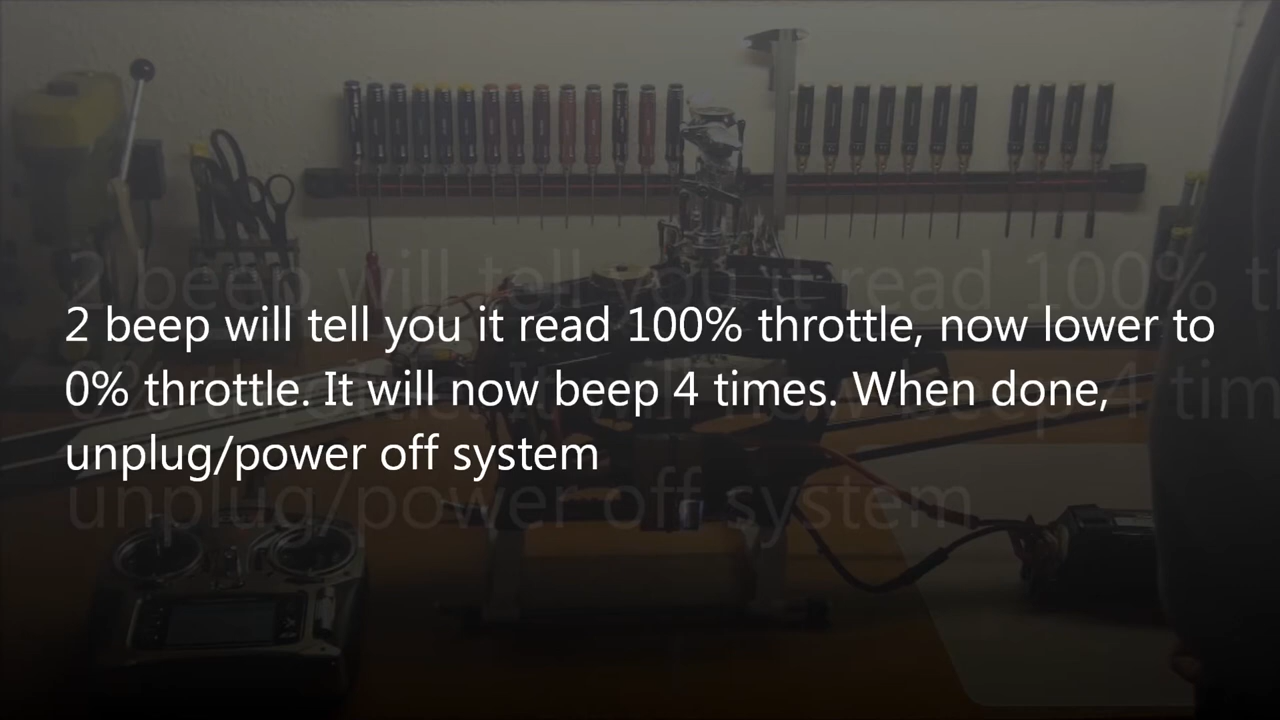 2 beep will tell you it read 100% throttle, now lower to
0% throttle. It will now beep 4 times. When done,
unplug/power off system